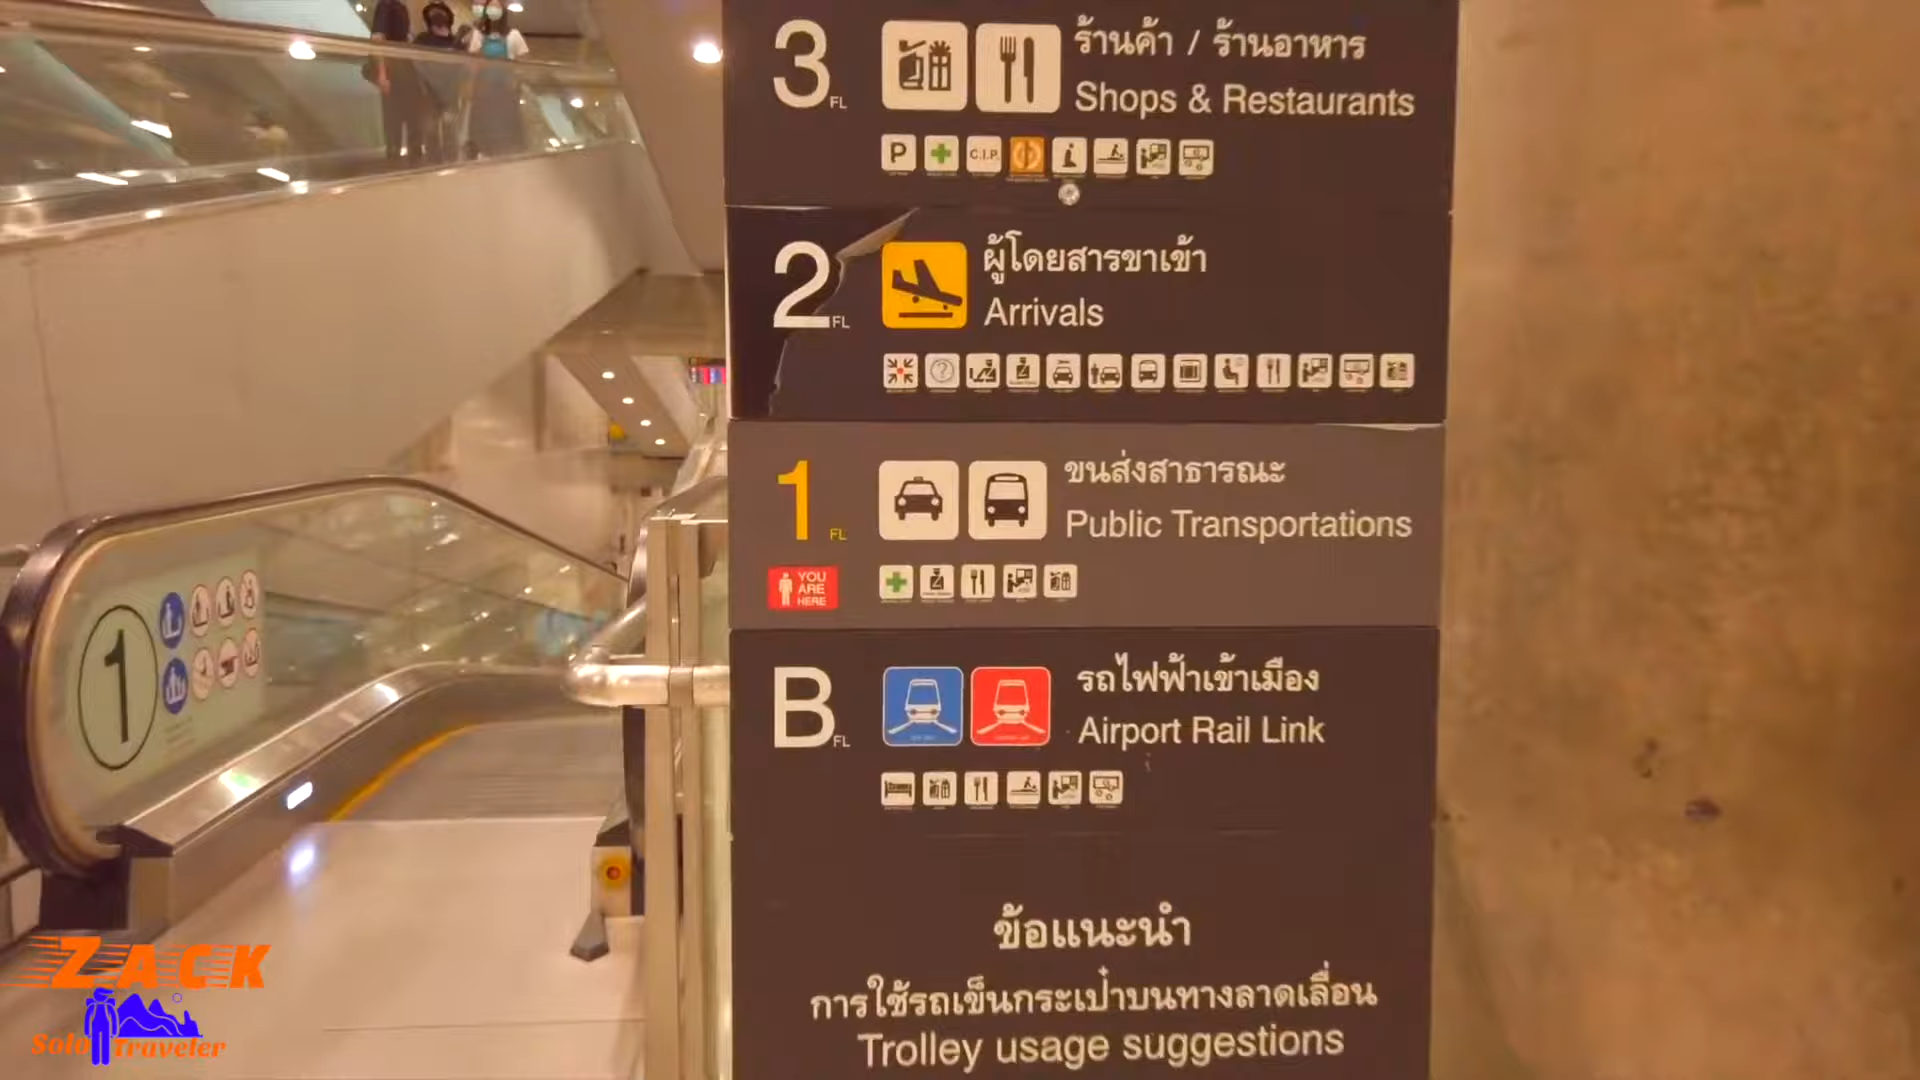 3 FL
ร้านค้า / ร้านอาหาร
Shops & Restaurants
P
C.I.P.
2 FL
ผู้โดยสารขาเข้า
Arrivals
?
1 FL
ขนส่งสาธารณะ
Public Transportations
YOU
ARE
HERE
B FL
รถไฟฟ้าเข้าเมือง
Airport Rail Link
ข้อแนะนำ
การใช้รถเข็นกระเป๋าบนทางลาดเลื่อน
Trolley usage suggestions
1
ZACK
Solo Traveler